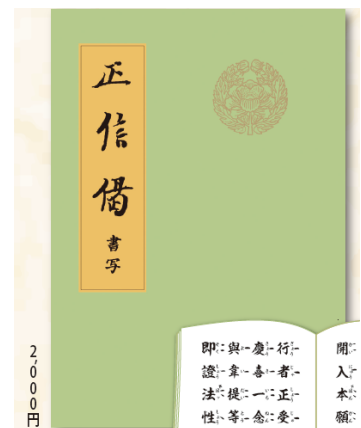 正信偈
書写
開入本願
行者正受
慶喜一念
與韋提等
即證法性
2,000円